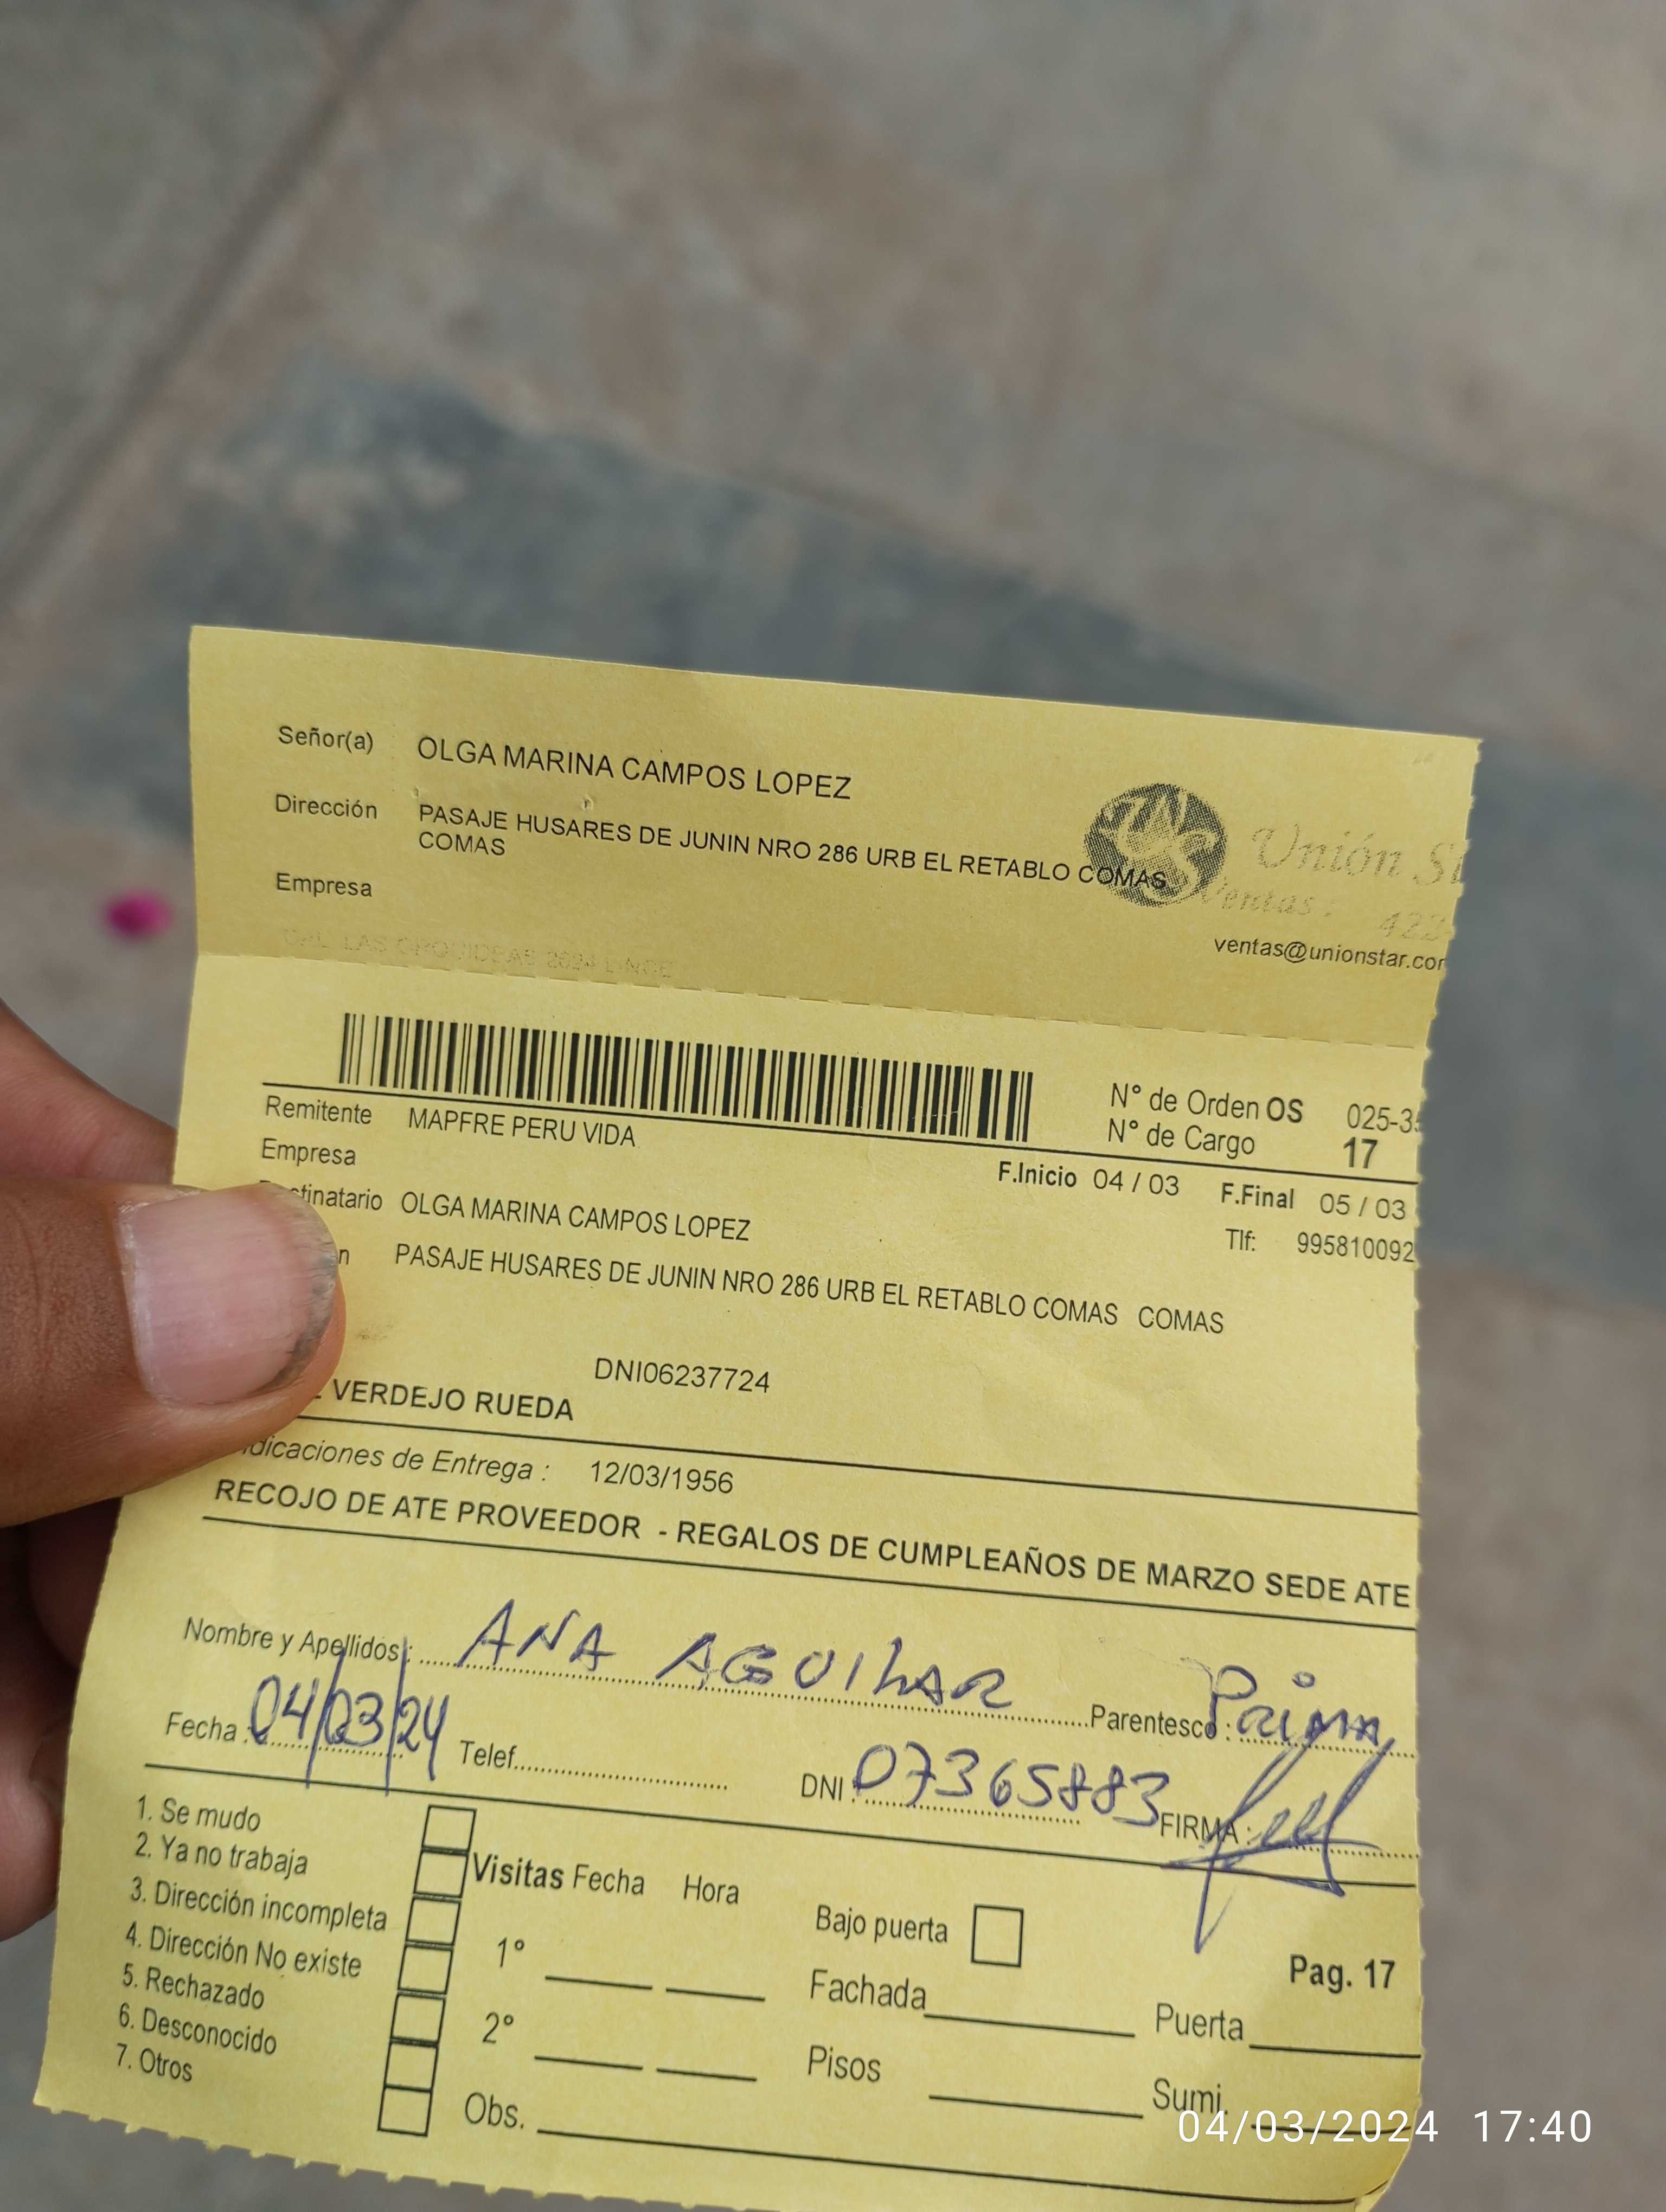 Señor(a) OLGA MARINA CAMPOS LOPEZ
Dirección PASAJE HUSARES DE JUNIN NRO 286 URB EL RETABLO COMAS
COMAS
Empresa
Unión
Ventas :
ventas@unionstar.com
N° de Orden OS 025-3
N° de Cargo 17
Remitente MAPFRE PERU VIDA
Empresa
F.Inicio 04 / 03 F.Final 05 / 03
Destinatario OLGA MARINA CAMPOS LOPEZ
Tlf: 995810092
PASAJE HUSARES DE JUNIN NRO 286 URB EL RETABLO COMAS COMAS
DNI06237724
VERDEJO RUEDA
Indicaciones de Entrega : 12/03/1956
RECOJO DE ATE PROVEEDOR - REGALOS DE CUMPLEAÑOS DE MARZO SEDE ATE
Nombre y Apellidos: ANA AGUILAR Parentesco: Prima
Fecha: 04/03/24 Telef. DNI: 07365883 FIRMA:
1. Se mudo
2. Ya no trabaja
3. Dirección incompleta
4. Dirección No existe
5. Rechazado
6. Desconocido
7. Otros
Visitas Fecha Hora
1°
2°
Obs.
Bajo puerta
Fachada
Pisos
Pag. 17
Puerta
Sumi.
04/03/2024 17:40